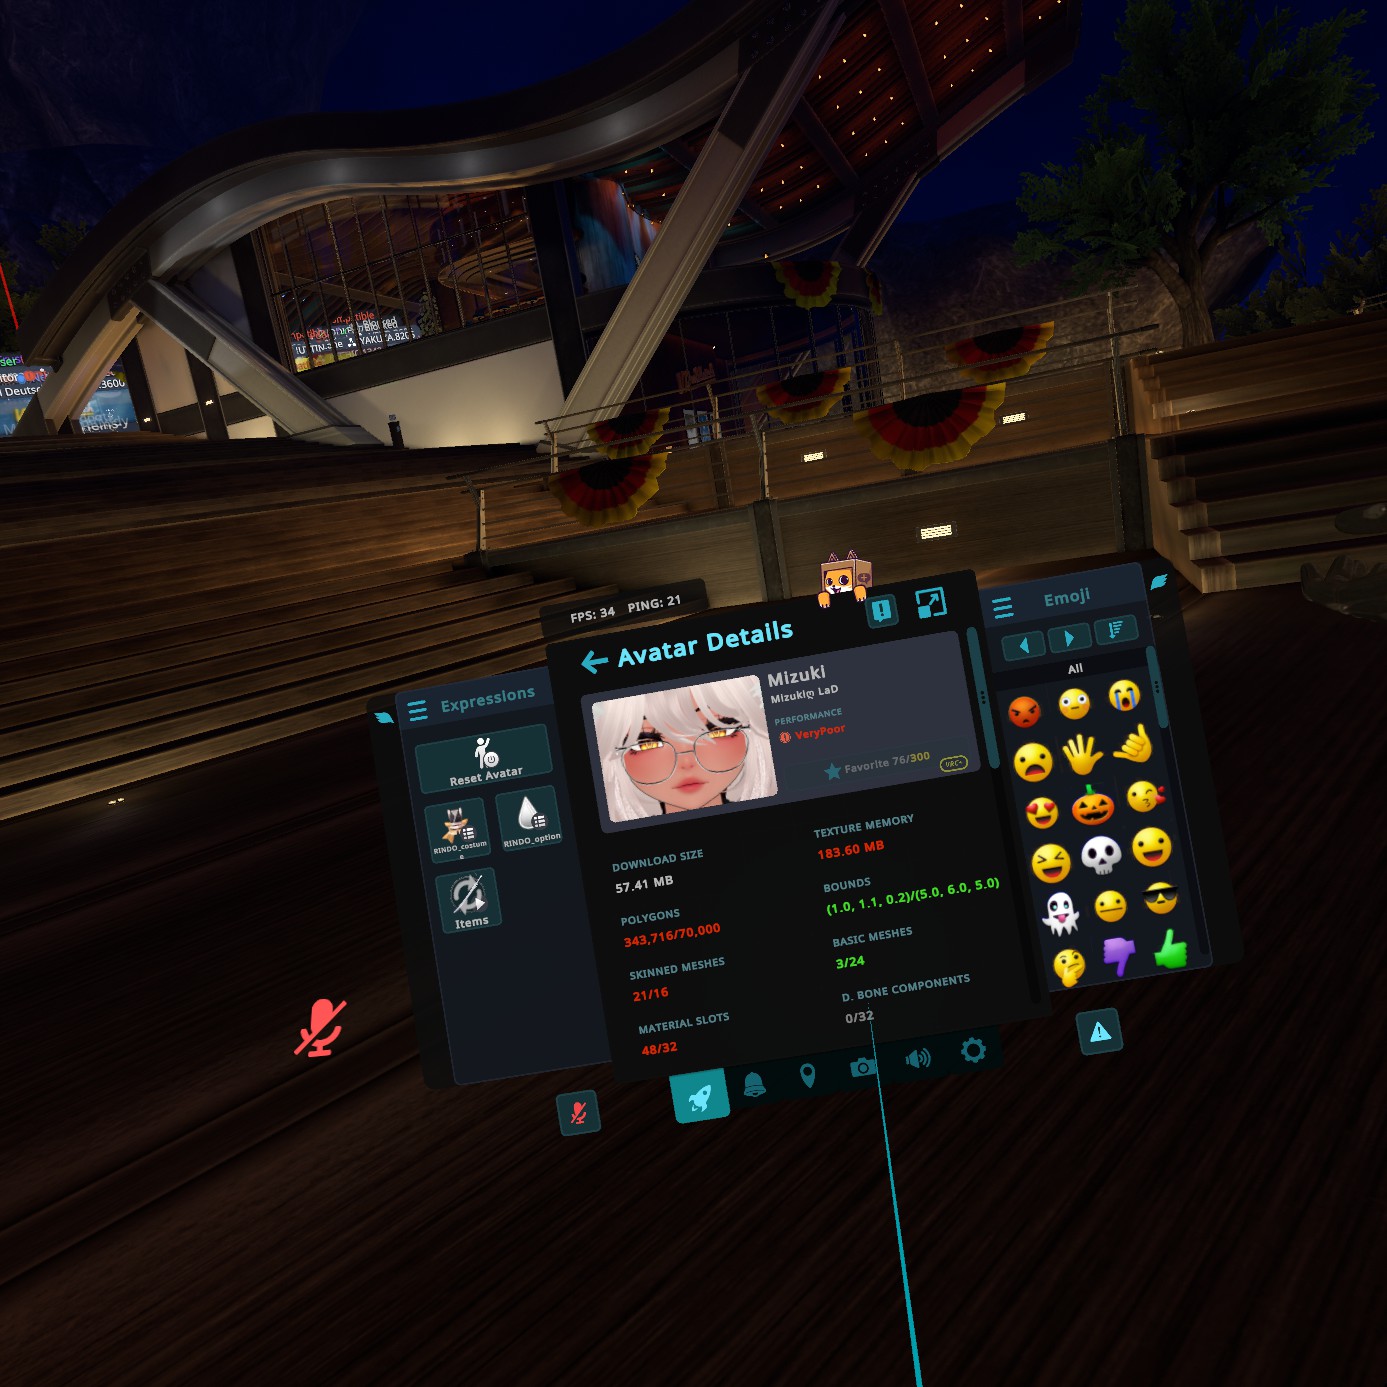 FPS: 34 PING: 21
Avatar Details
Mizuki
Mizukiღ LaD
PERFORMANCE
VeryPoor
Favorite 76/300
VRC+
DOWNLOAD SIZE
57.41 MB
POLYGONS
343,716/70,000
SKINNED MESHES
21/16
MATERIAL SLOTS
48/32
TEXTURE MEMORY
183.60 MB
BOUNDS
(1.0, 1.1, 0.2)/(5.0, 6.0, 5.0)
BASIC MESHES
3/24
D. BONE COMPONENTS
0/32
Expressions
Reset Avatar
RINDO_costum
e
RINDO_option
Items
Emoji
All